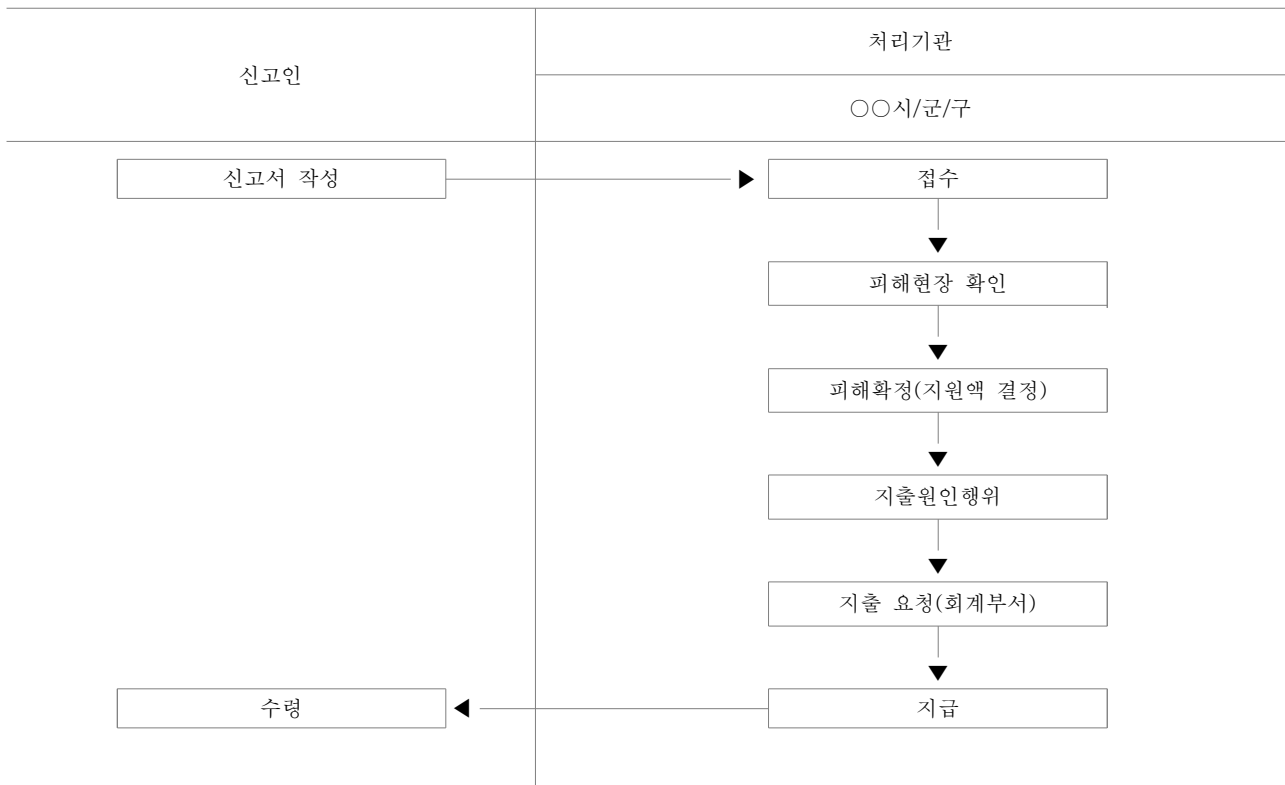 신고인
처리기관
○○시/군/구
신고서 작성
접수
피해현장 확인
피해확정(지원액 결정)
지출원인행위
지출 요청(회계부서)
수령
지급